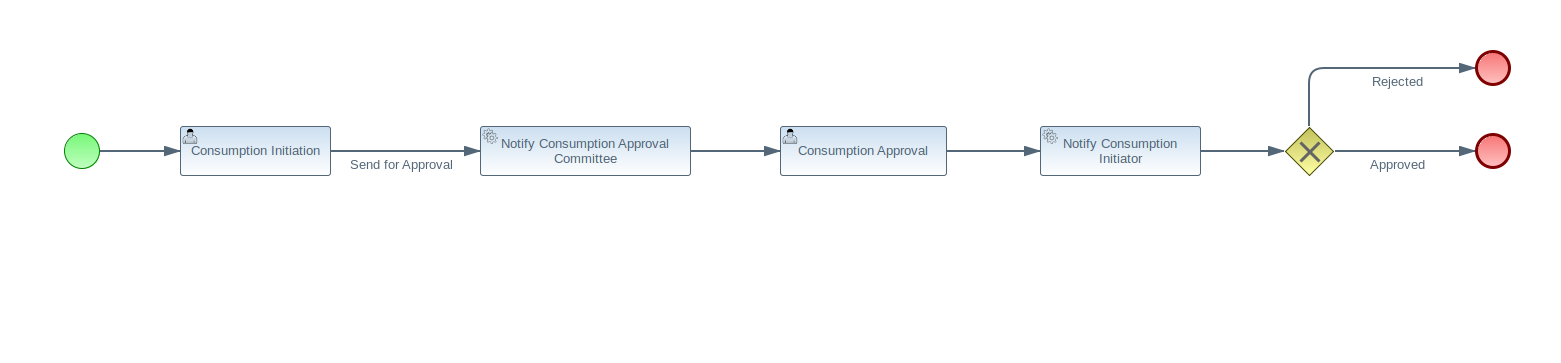 Rejected
Consumption Initiation
Send for Approval
Notify Consumption Approval
Committee
Consumption Approval
Notify Consumption
Initiator
Approved